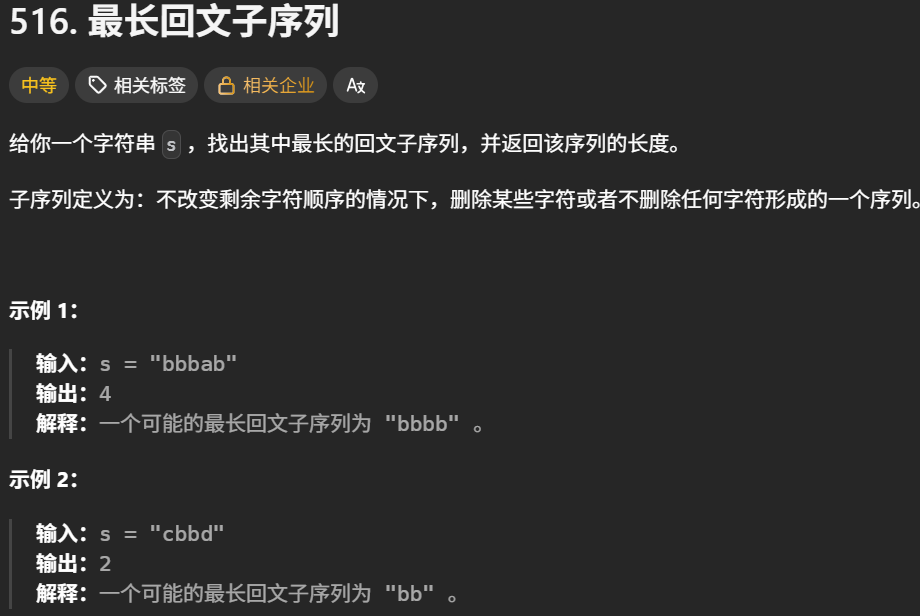 516. 最长回文子序列
中等 相关标签 相关企业 Ax
给你一个字符串 s ，找出其中最长的回文子序列，并返回该序列的长度。
子序列定义为：不改变剩余字符顺序的情况下，删除某些字符或者不删除任何字符形成的一个序列。
示例 1：
输入：s = "bbbab"
输出：4
解释：一个可能的最长回文子序列为 "bbbb" 。
示例 2：
输入：s = "cbbd"
输出：2
解释：一个可能的最长回文子序列为 "bb" 。